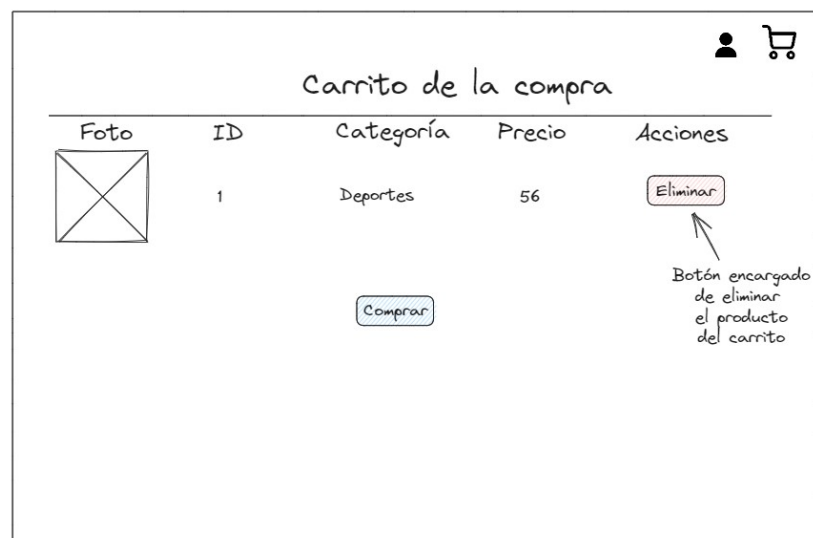 Carrito de la compra
Foto ID Categoría Precio Acciones
1 Deportes 56 Eliminar
Botón encargado
de eliminar
el producto
del carrito
Comprar